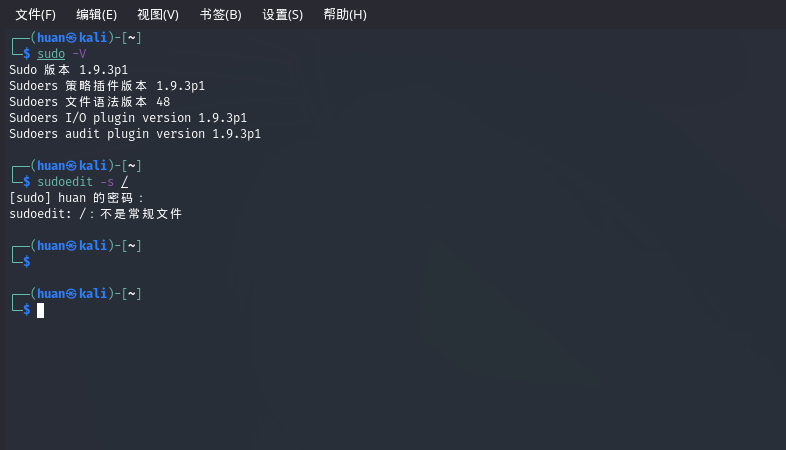 文件(F) 编辑(E) 视图(V) 书签(B) 设置(S) 帮助(H)
┌──(huan㉿kali)-[~]
└─$ sudo -V
Sudo 版本 1.9.3p1
Sudoers 策略插件版本 1.9.3p1
Sudoers 文件语法版本 48
Sudoers I/O plugin version 1.9.3p1
Sudoers audit plugin version 1.9.3p1
┌──(huan㉿kali)-[~]
└─$ sudoedit -s /
[sudo] huan 的密码：
sudoedit: /：不是常规文件
┌──(huan㉿kali)-[~]
└─$
┌──(huan㉿kali)-[~]
└─$